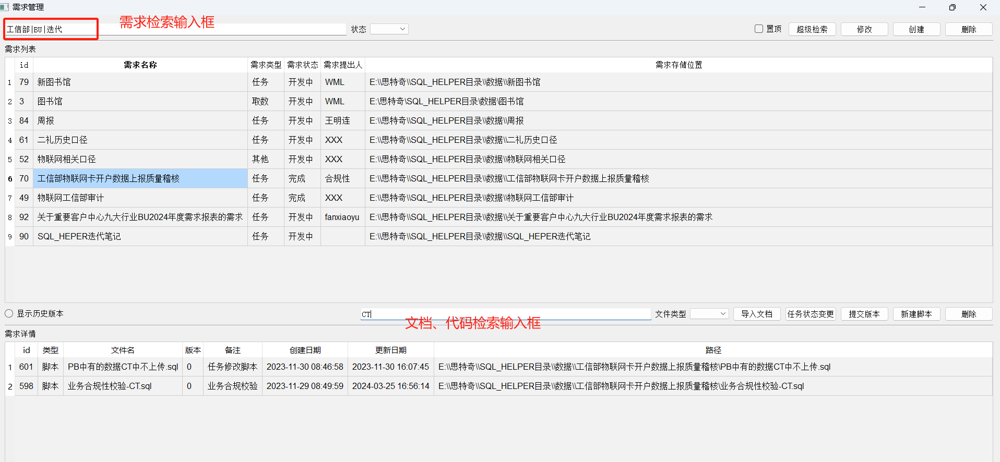 需求管理
需求检索输入框
工信部|BU|迭代 状态 置顶 超级检索 修改 创建 删除
需求列表
id 需求名称 需求类型 需求状态 需求提出人 需求存储位置
1 79 新图书馆 任务 开发中 WML E:\\思特奇\\SQL_HELPER目录\\数据\\新图书馆
2 3 图书馆 取数 开发中 WML E:\思特奇\SQL_HELPER目录\数据\图书馆
3 84 周报 任务 开发中 王明连 E:\\思特奇\\SQL_HELPER目录\\数据\\周报
4 61 二礼历史口径 任务 开发中 XXX E:\\思特奇\\SQL_HELPER目录\\数据\\二礼历史口径
5 52 物联网相关口径 其他 开发中 XXX E:\\思特奇\\SQL_HELPER目录\\数据\\物联网相关口径
6 70 工信部物联网卡开户数据上报质量稽核 任务 完成 合规性 E:\\思特奇\\SQL_HELPER目录\\数据\\工信部物联网卡开户数据上报质量稽核
7 49 物联网工信部审计 任务 完成 XXX E:\\思特奇\\SQL_HELPER目录\\数据\\物联网工信部审计
8 92 关于重要客户中心九大行业BU2024年度需求报表的需求 任务 开发中 fanxiaoyu E:\\思特奇\\SQL_HELPER目录\\数据\\关于重要客户中心九大行业BU2024年度需求报表的需求
9 90 SQL_HEPER迭代笔记 任务 开发中 E:\\思特奇\\SQL_HELPER目录\\数据\\SQL_HEPER迭代笔记
显示历史版本 CT 文件类型 导入文档 任务状态变更 提交版本 新建脚本 删除
文档、代码检索输入框
需求详情
id 类型 文件名 版本 备注 创建日期 更新日期 路径
1 601 脚本 PB中有的数据CT中不上传.sql 0 任务修改脚本 2023-11-30 08:46:58 2023-11-30 16:07:45 E:\\思特奇\\SQL_HELPER目录\\数据\\工信部物联网卡开户数据上报质量稽核\PB中有的数据CT中不上传.sql
2 598 脚本 业务合规性校验-CT.sql 0 业务合规校验 2023-11-29 08:49:59 2024-03-25 16:56:14 E:\\思特奇\\SQL_HELPER目录\\数据\\工信部物联网卡开户数据上报质量稽核\业务合规性校验-CT.sql